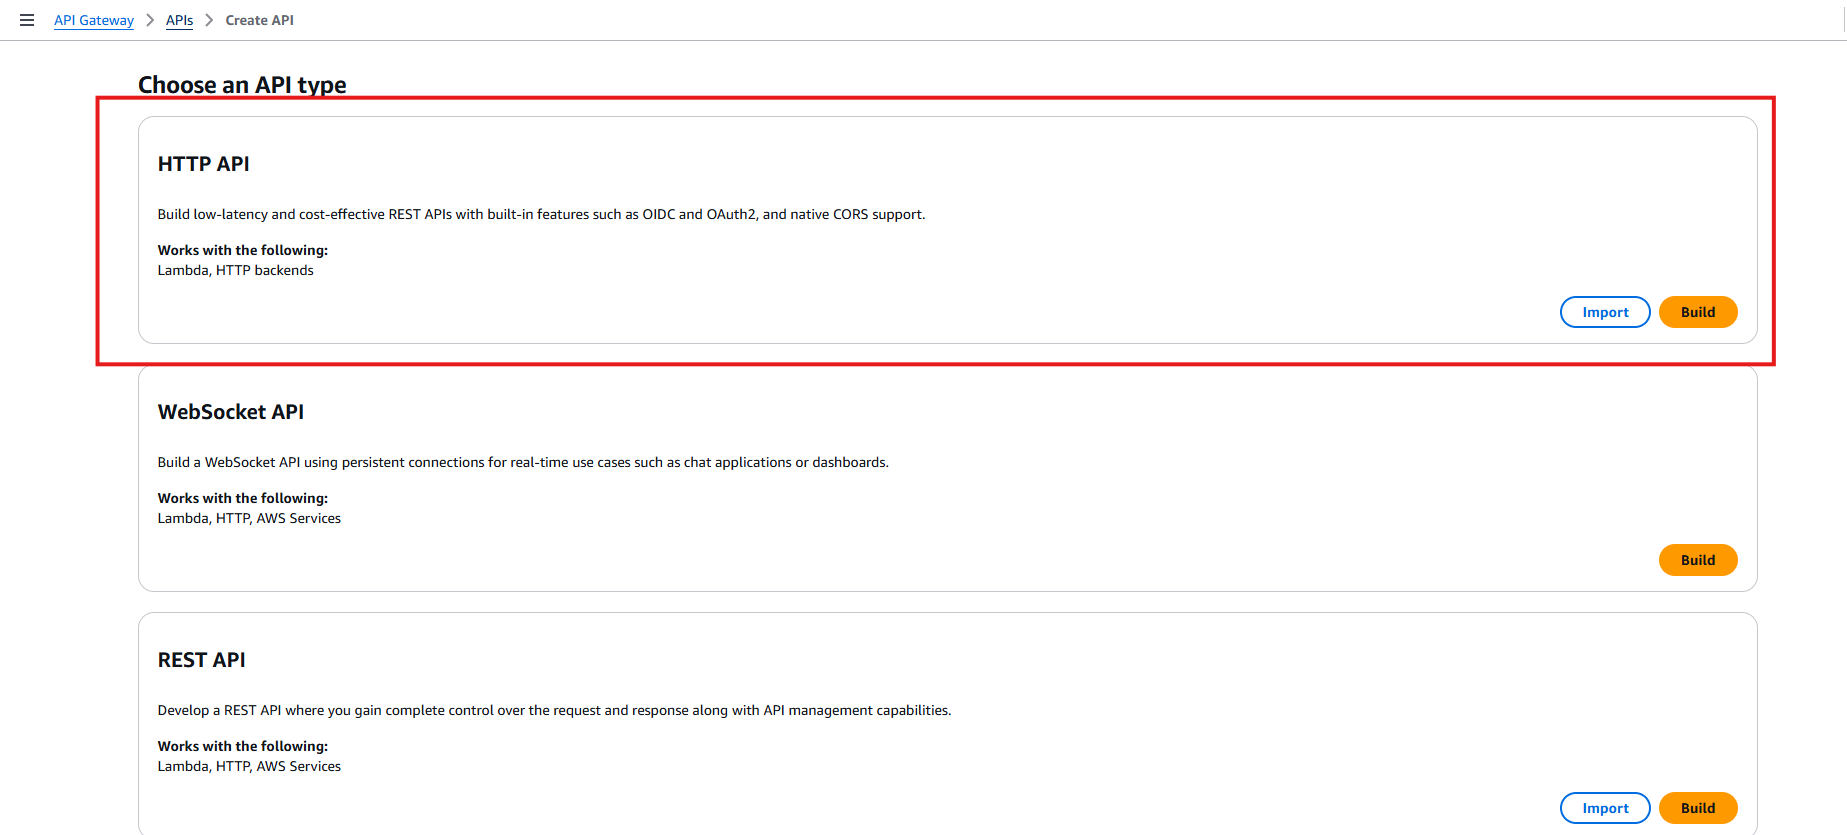 API Gateway > APIs > Create API
Choose an API type
HTTP API
Build low-latency and cost-effective REST APIs with built-in features such as OIDC and OAuth2, and native CORS support.
Works with the following:
Lambda, HTTP backends
Import Build
WebSocket API
Build a WebSocket API using persistent connections for real-time use cases such as chat applications or dashboards.
Works with the following:
Lambda, HTTP, AWS Services
Build
REST API
Develop a REST API where you gain complete control over the request and response along with API management capabilities.
Works with the following:
Lambda, HTTP, AWS Services
Import Build